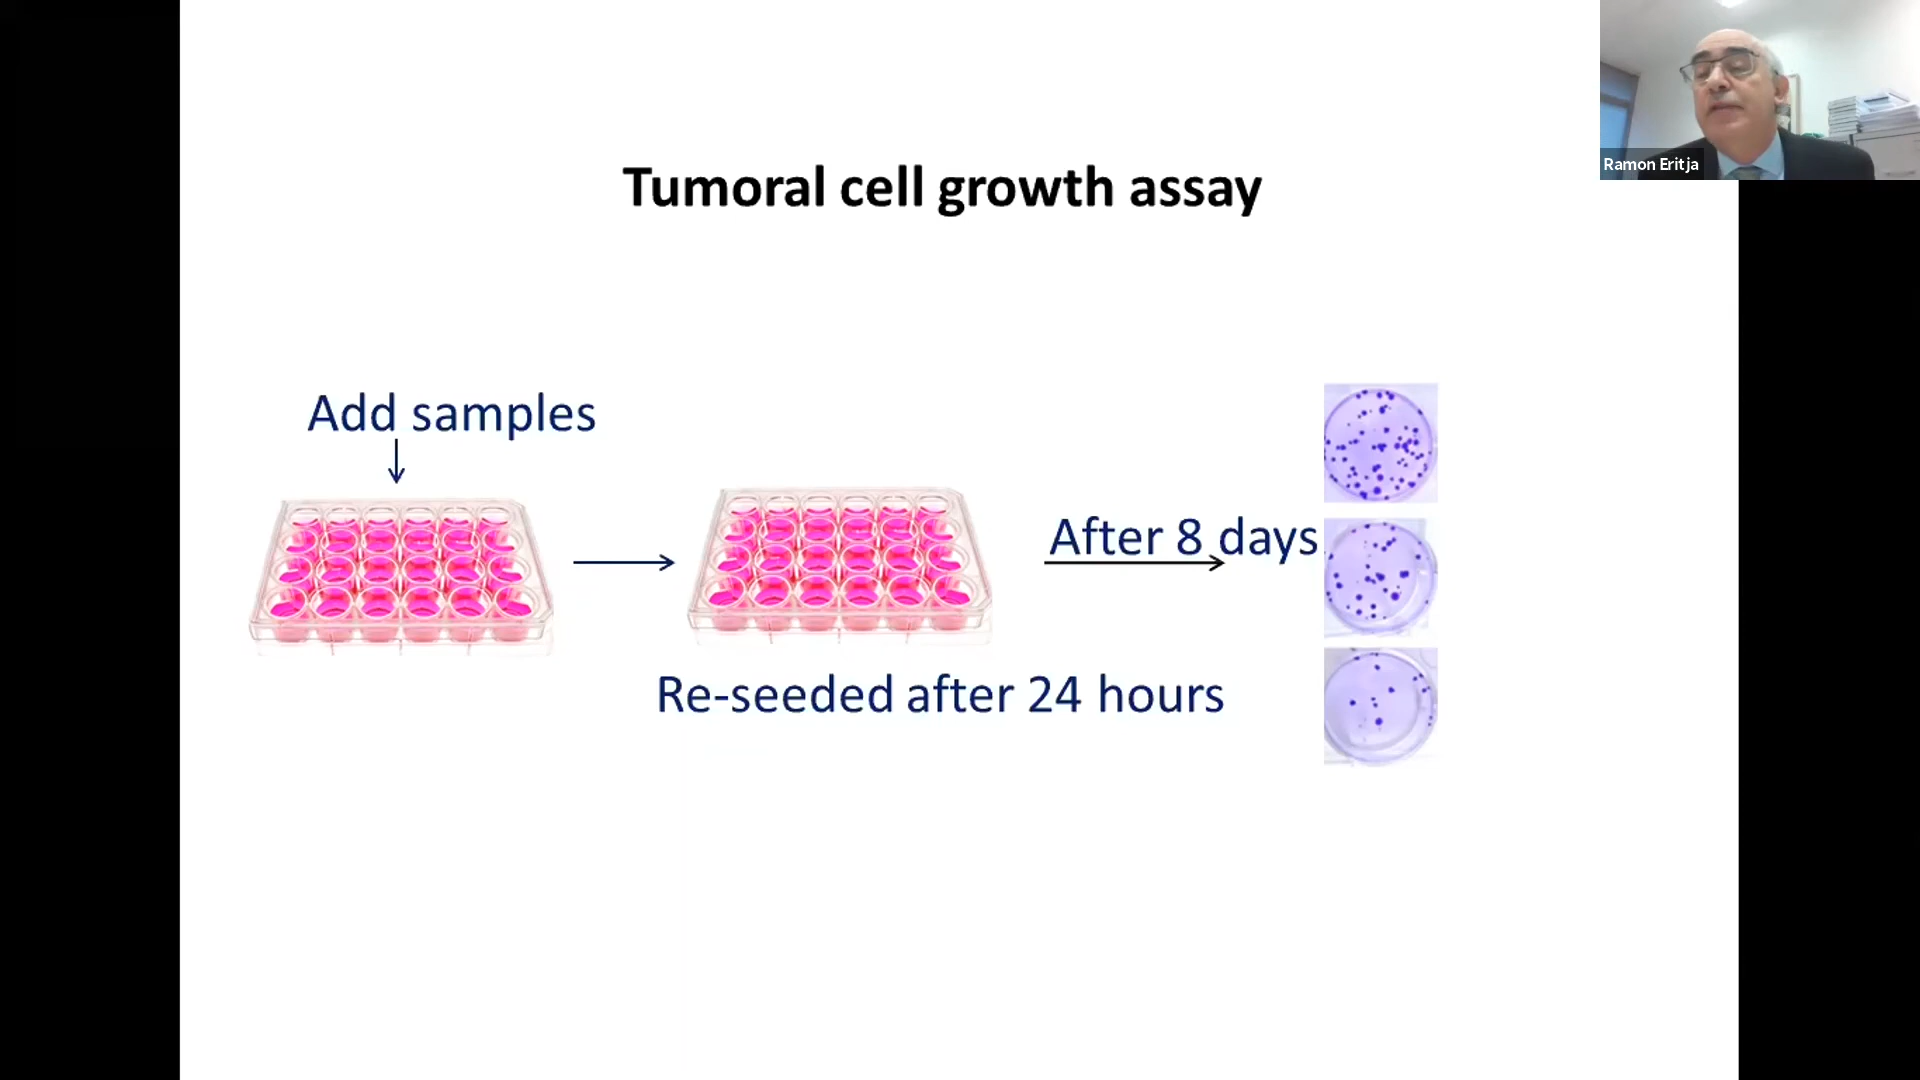 Ramon Eritja
Tumoral cell growth assay
Add samples
After 8 days
Re-seeded after 24 hours